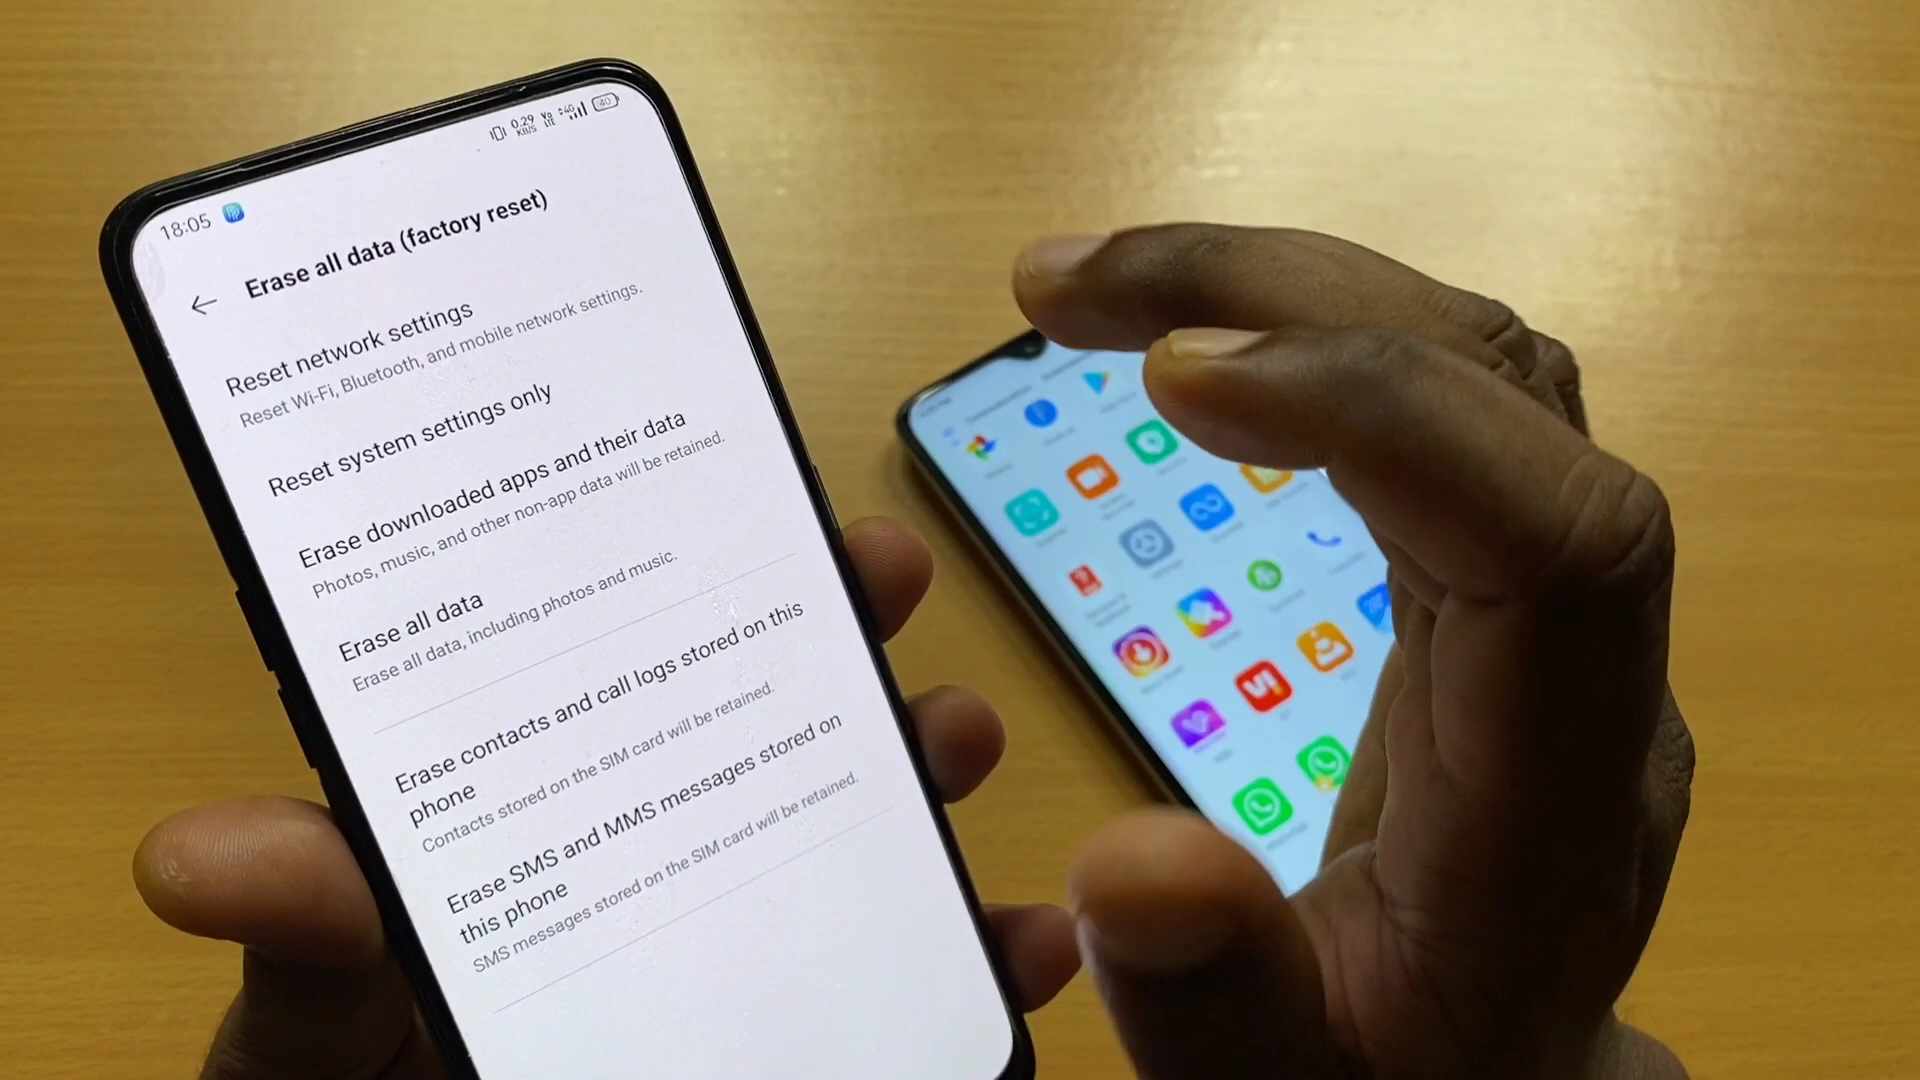 18:05
0.29
KB/S
Vo
LTE
40
Erase all data (factory reset)
Reset network settings
Reset Wi-Fi, Bluetooth, and mobile network settings.
Reset system settings only
Erase downloaded apps and their data
Photos, music, and other non-app data will be retained.
Erase all data
Erase all data, including photos and music.
Erase contacts and call logs stored on this
phone
Contacts stored on the SIM card will be retained.
Erase SMS and MMS messages stored on
this phone
SMS messages stored on the SIM card will be retained.